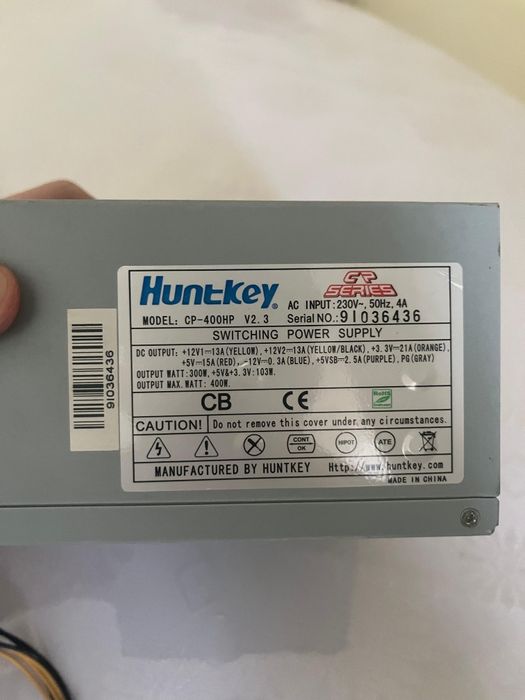 Huntkey®
CP SERIES
AC INPUT: 230V~, 50Hz, 4A
MODEL: CP-400HP V2.3
Serial NO.: 9I036436
SWITCHING POWER SUPPLY
DC OUTPUT: +12V1⎓13A(YELLOW), +12V2⎓13A(YELLOW/BLACK), +3.3V⎓21A(ORANGE),
+5V⎓15A(RED), -12V⎓0.3A(BLUE), +5VSB⎓2.5A(PURPLE), PG(GRAY)
OUTPUT WATT: 300W, +5V&+3.3V:103W.
OUTPUT MAX. WATT: 400W.
CB CE RoHS
CAUTION! Do not remove this cover under any circumstances.
CONT OK HIPOT ATE
MANUFACTURED BY HUNTKEY Http://www.huntkey.com
MADE IN CHINA
9I036436